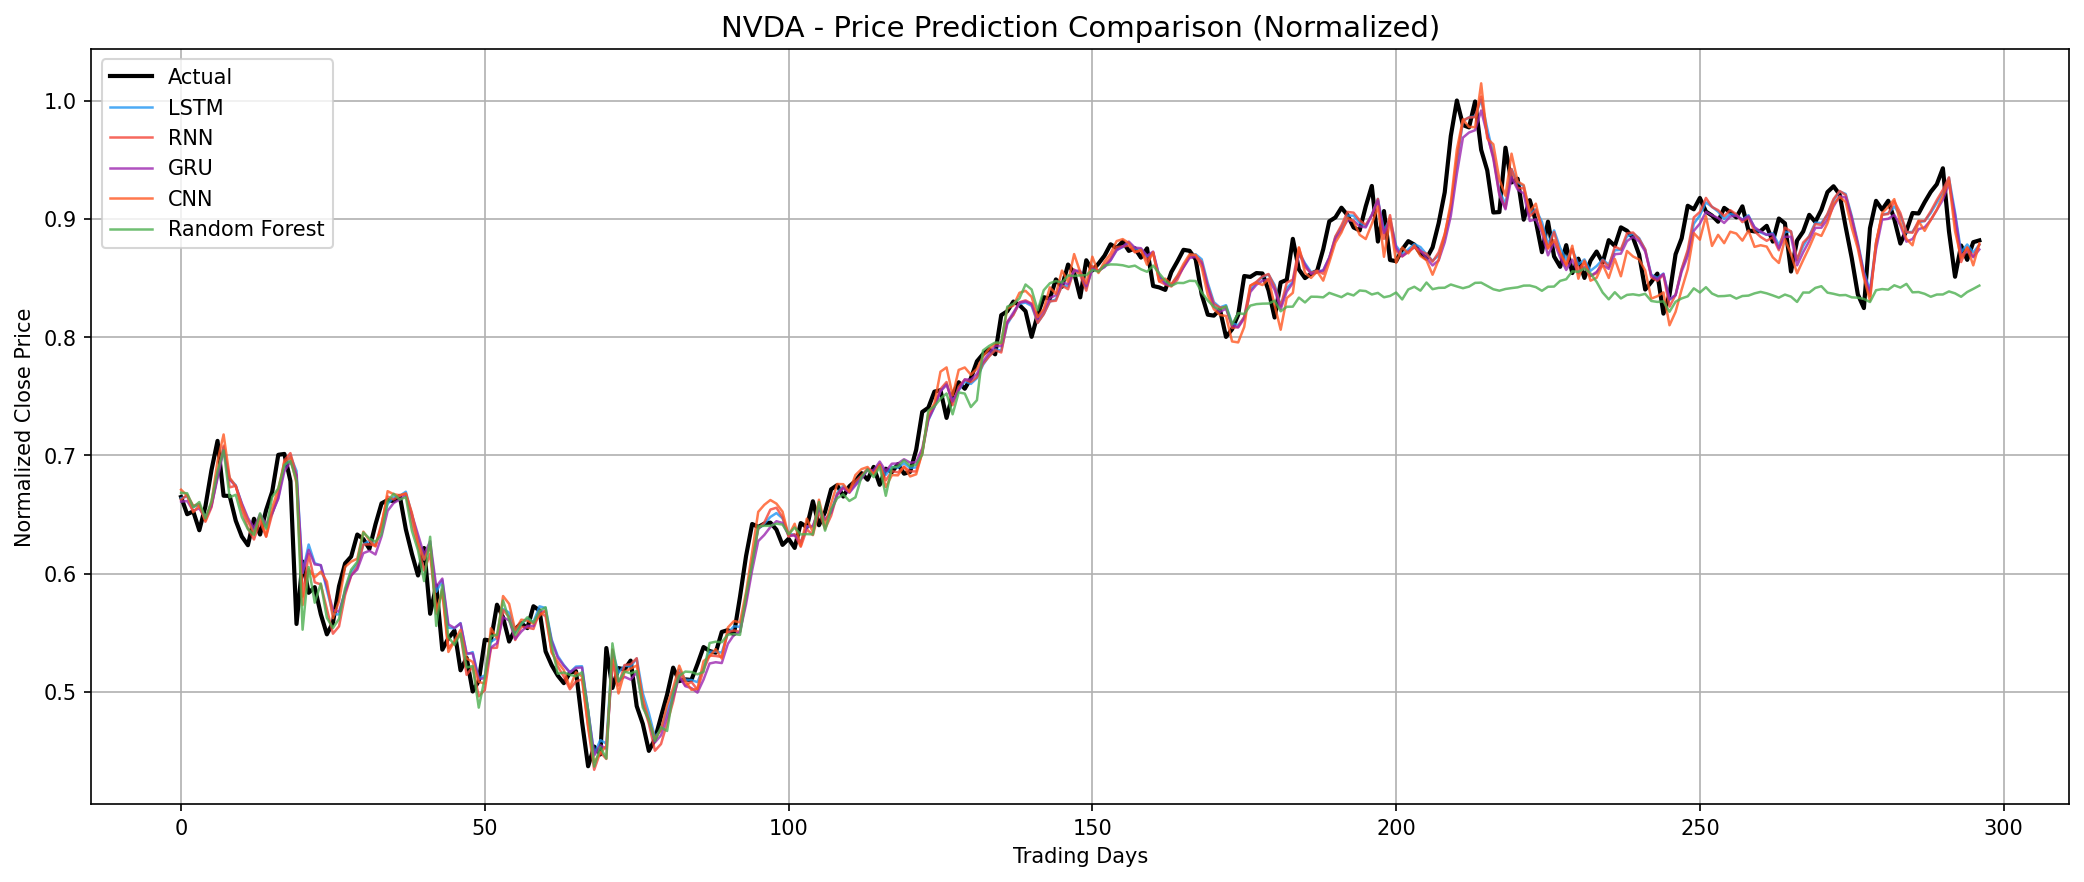 NVDA - Price Prediction Comparison (Normalized)
Actual
LSTM
RNN
GRU
CNN
Random Forest
Normalized Close Price
1.0
0.9
0.8
0.7
0.6
0.5
0 50 100 150 200 250 300
Trading Days